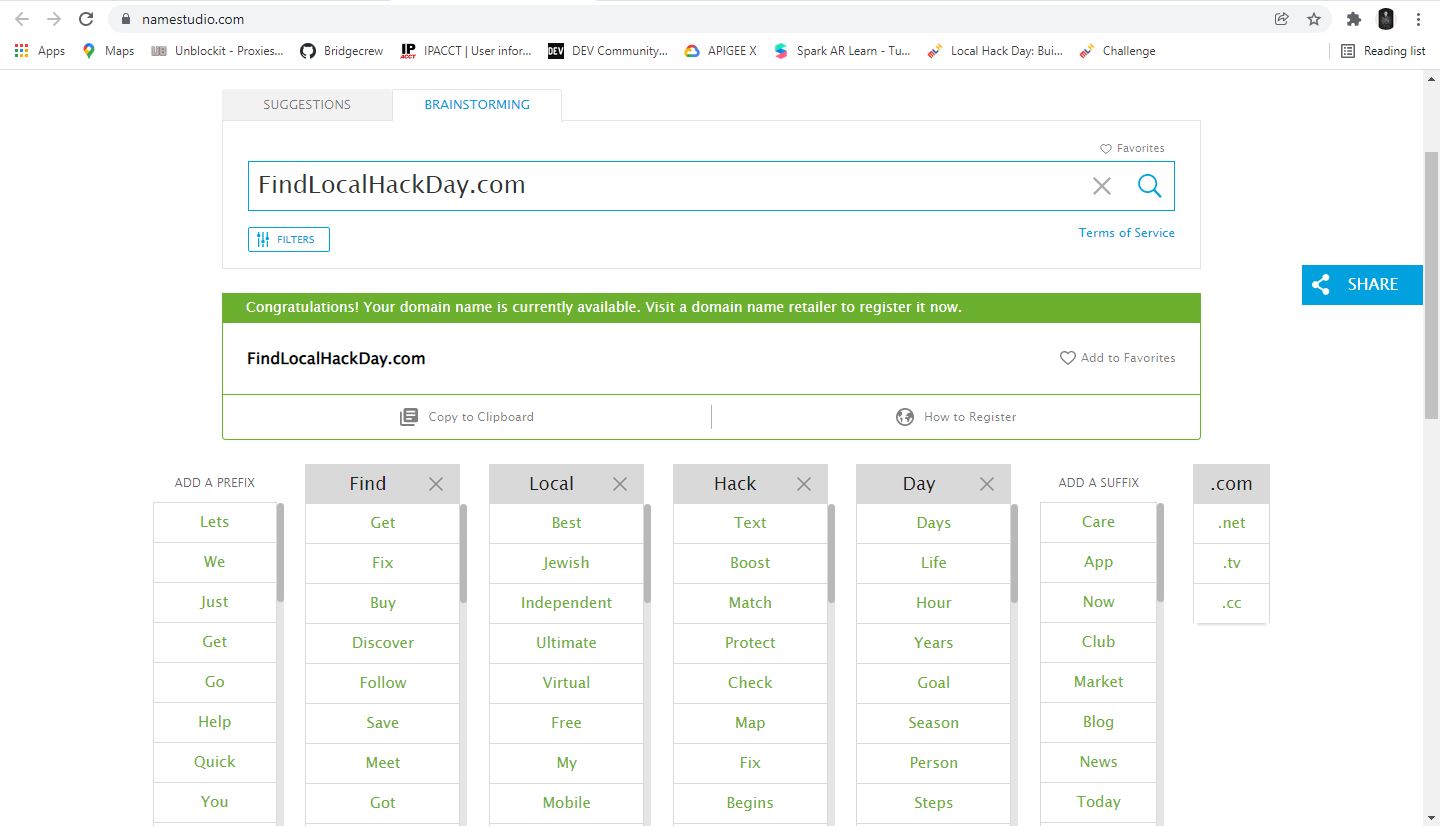 namestudio.com
Apps Maps UB Unblockit - Proxies... Bridgecrew IP ACCT IPACCT | User infor... DEV DEV Community... APIGEE X Spark AR Learn - Tu... Local Hack Day: Bui... Challenge Reading list
SUGGESTIONS BRAINSTORMING
Favorites
FindLocalHackDay.com
FILTERS Terms of Service
SHARE
Congratulations! Your domain name is currently available. Visit a domain name retailer to register it now.
FindLocalHackDay.com Add to Favorites
Copy to Clipboard How to Register
ADD A PREFIX Find Local Hack Day ADD A SUFFIX .com
Lets Get Best Text Days Care .net
We Fix Jewish Boost Life App .tv
Just Buy Independent Match Hour Now .cc
Get Discover Ultimate Protect Years Club
Go Follow Virtual Check Goal Market
Help Save Free Map Season Blog
Quick Meet My Fix Person News
You Got Mobile Begins Steps Today